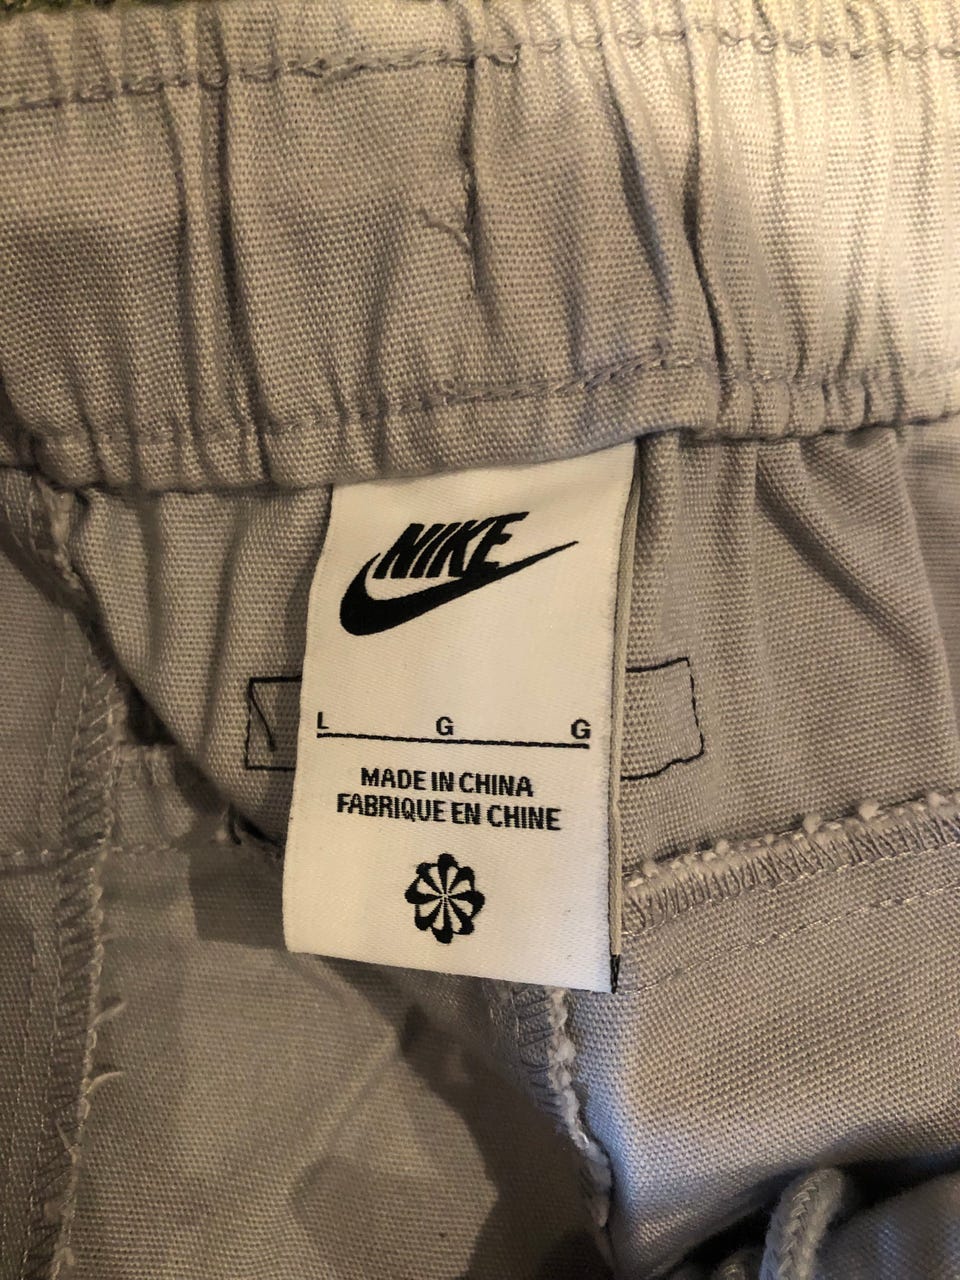 NIKE
L G G
MADE IN CHINA
FABRIQUE EN CHINE